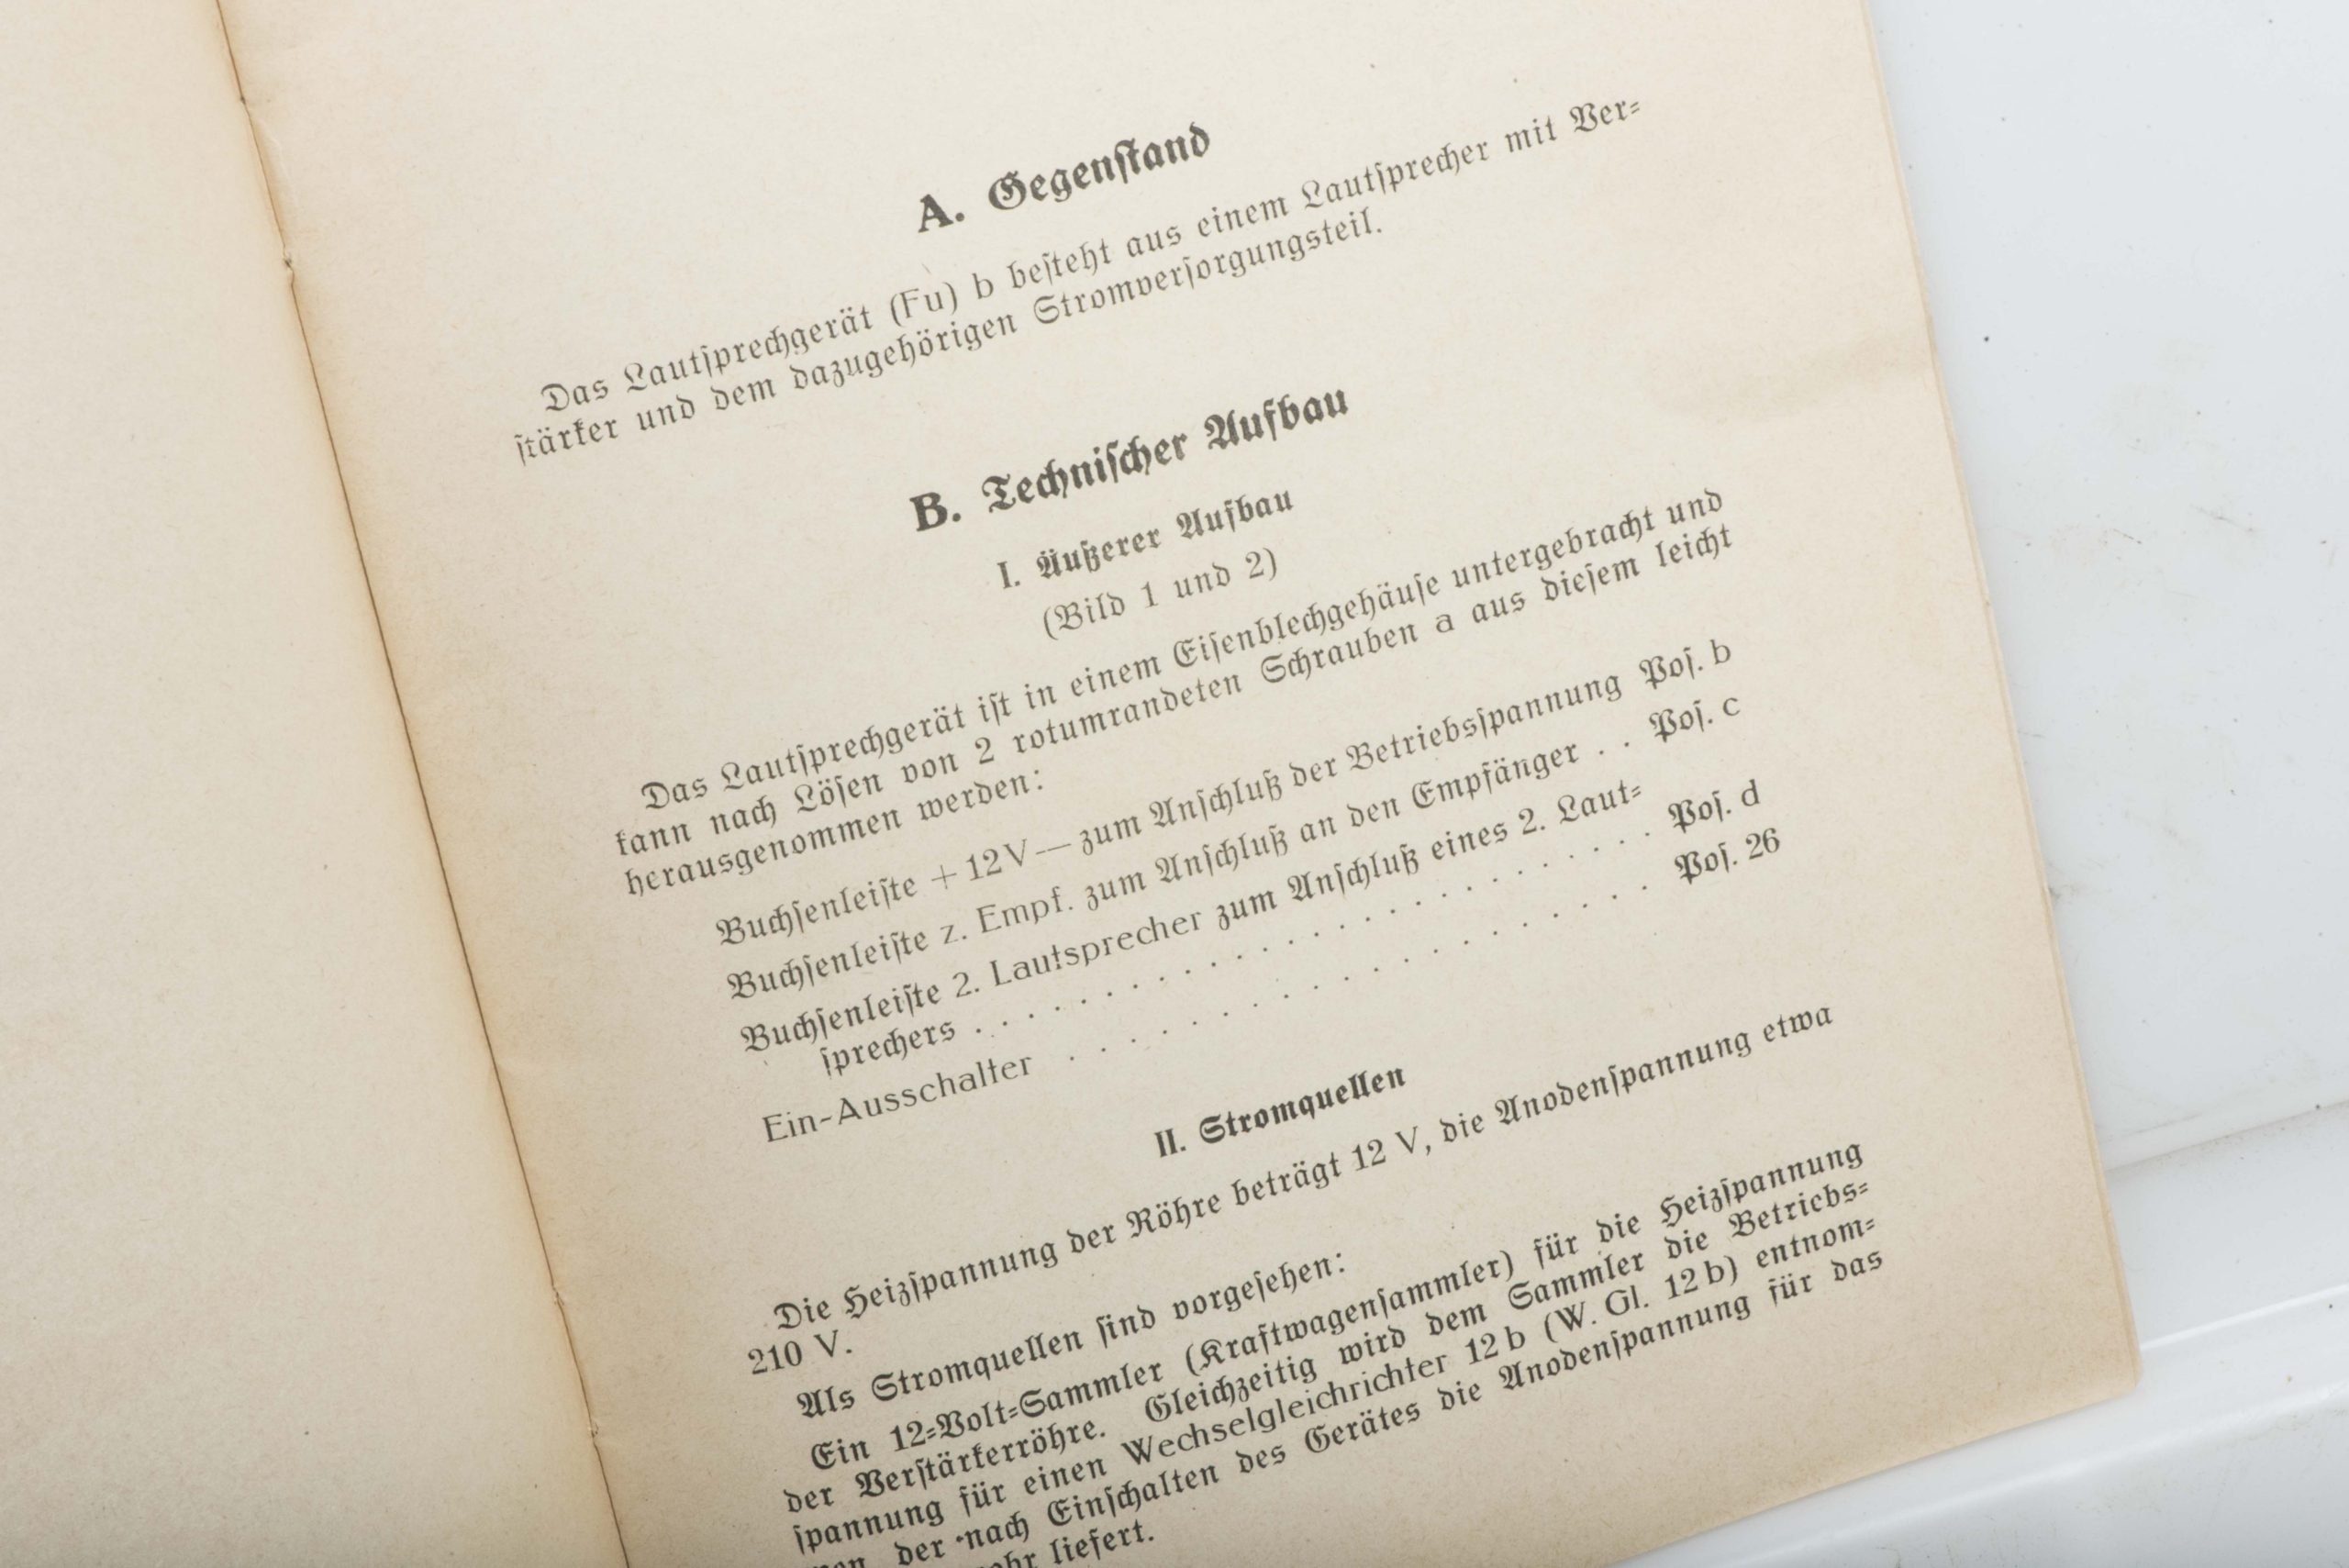 A. Gegenſtand
Das Lautſprechgerät (Fu) b beſteht aus einem Lautſprecher mit Ver⸗
ſtärker und dem dazugehörigen Stromverſorgungsteil.
B. Techniſcher Aufbau
I. Äußerer Aufbau
(Bild 1 und 2)
Das Lautſprechgerät iſt in einem Eiſenblechgehäuſe untergebracht und
kann nach Löſen von 2 rotumrandeten Schrauben a aus dieſem leicht
herausgenommen werden:
Buchſenleiſte + 12 V — zum Anſchluß der Betriebsſpannung Poſ. b
Buchſenleiſte z. Empf. zum Anſchluß an den Empfänger . . Poſ. c
Buchſenleiſte 2. Lautsprecher zum Anſchluß eines 2. Laut⸗
ſprechers . . . . . . . . . . . . . . . . . . . . . . Poſ. d
Ein-Ausschalter . . . . . . . . . . . . . . . . . . . . Poſ. 26
II. Stromquellen
Die Heizſpannung der Röhre beträgt 12 V, die Anodenſpannung etwa
210 V.
Als Stromquellen ſind vorgeſehen:
Ein 12⸗Volt⸗Sammler (Kraftwagenſammler) für die Heizſpannung
der Verſtärkerröhre. Gleichzeitig wird dem Sammler die Betriebs⸗
ſpannung für einen Wechselgleichrichter 12 b (W. Gl. 12 b) entnom⸗
der nach Einſchalten des Gerätes die Anodenſpannung für das
liefert.